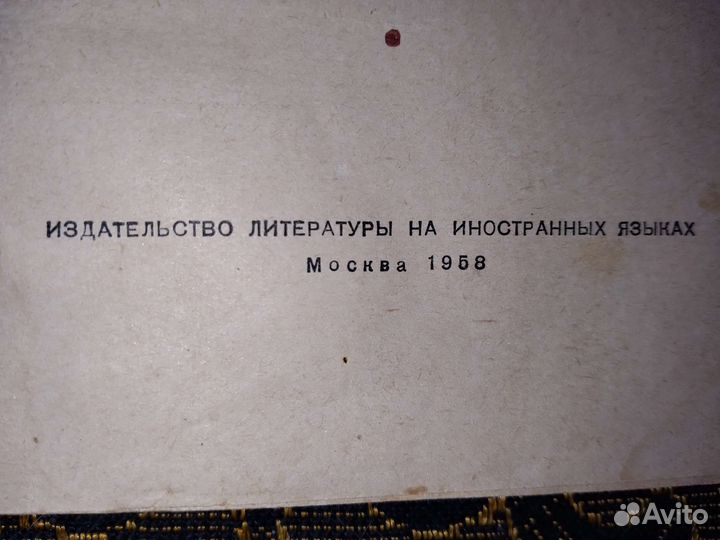 ИЗДАТЕЛЬСТВО ЛИТЕРАТУРЫ НА ИНОСТРАННЫХ ЯЗЫКАХ
Москва 1958
Avito